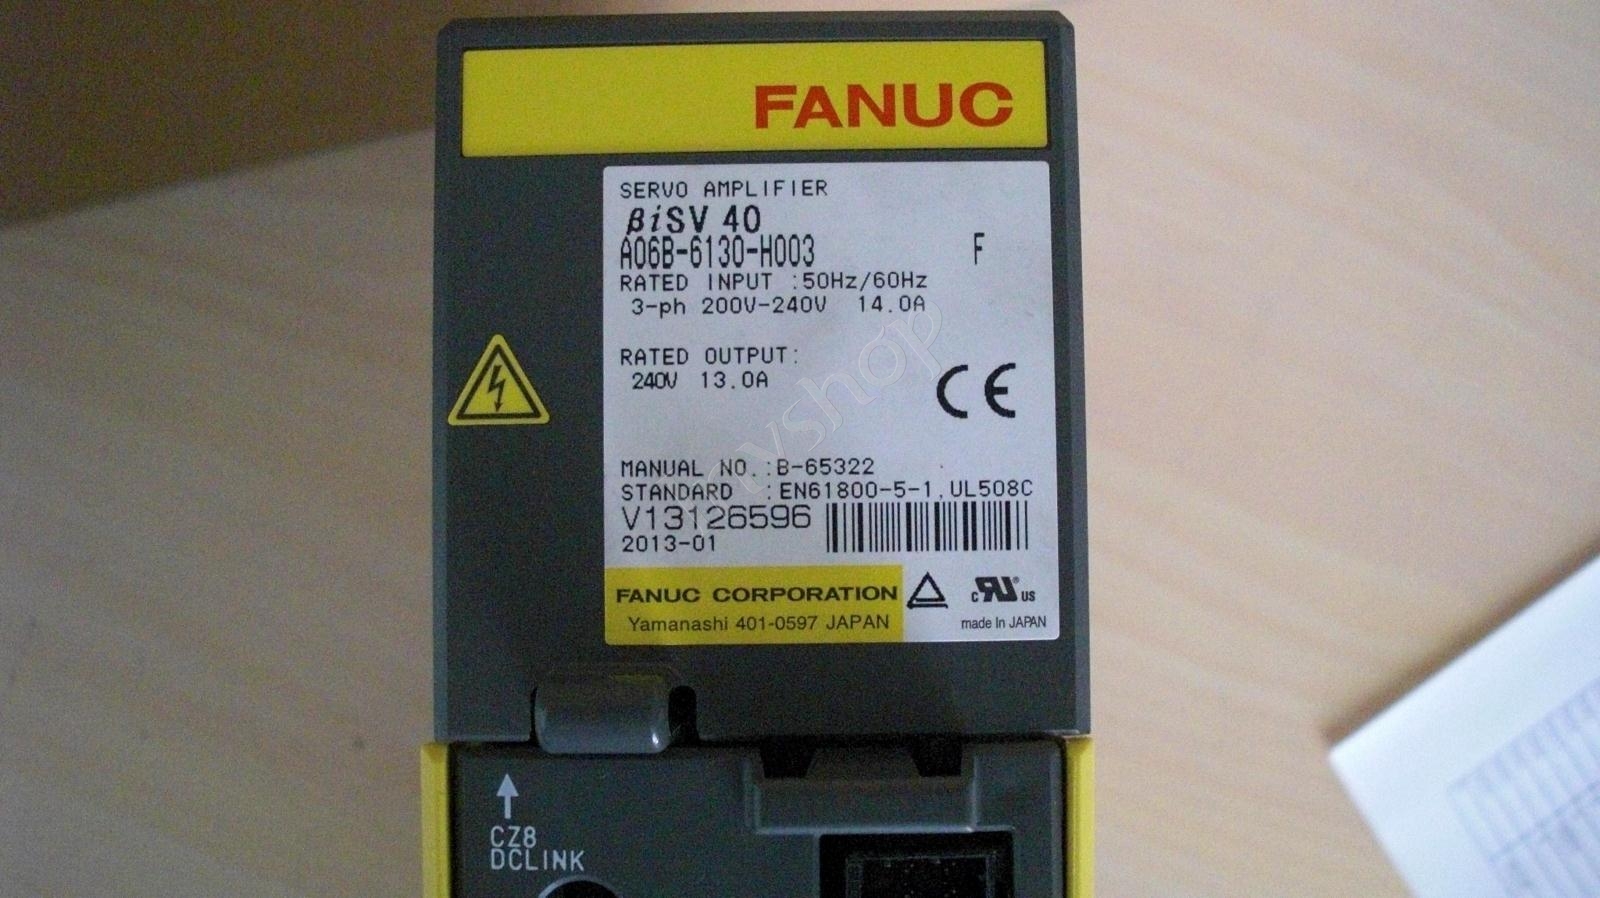 FANUC
SERVO AMPLIFIER
βiSV 40
A06B-6130-H003 F
RATED INPUT :50Hz/60Hz
3-ph 200V-240V 14.0A
RATED OUTPUT:
240V 13.0A
CE
MANUAL NO.:B-65322
STANDARD :EN61800-5-1,UL508C
V13126596
2013-01
FANUC CORPORATION
Yamanashi 401-0597 JAPAN
c RU ® US
made In JAPAN
CZ8
DCLINK